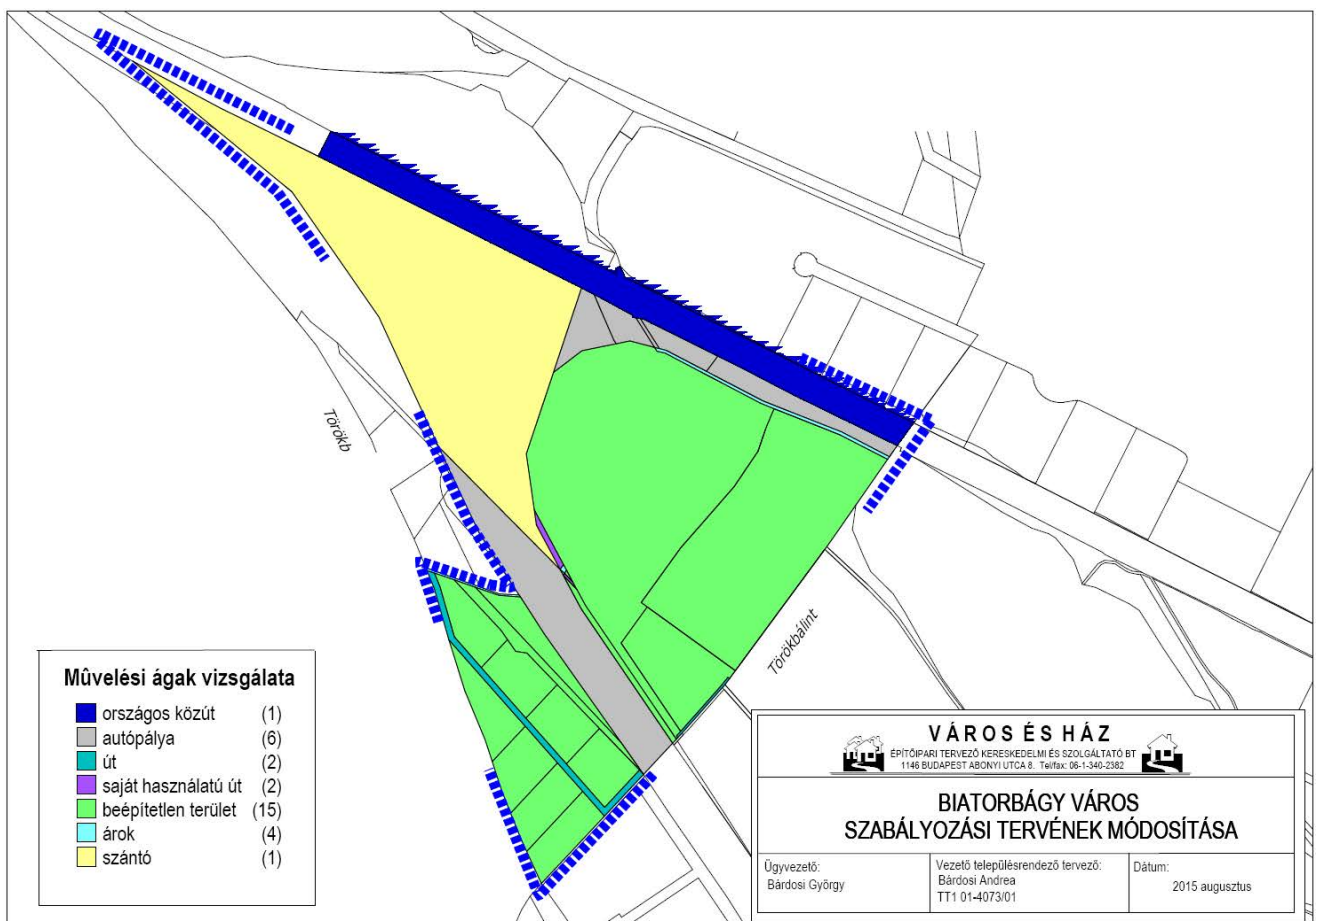 Törökb
Törökbálint
Mûvelési ágak vizsgálata
országos közút (1)
autópálya (6)
út (2)
saját használatú út (2)
beépítetlen terület (15)
árok (4)
szántó (1)
VÁROS ÉS HÁZ
ÉPÍTŐIPARI TERVEZŐ KERESKEDELMI ÉS SZOLGÁLTATÓ BT
1146 BUDAPEST ABONYI UTCA 8. Tel/fax: 06-1-340-2382
BIATORBÁGY VÁROS
SZABÁLYOZÁSI TERVÉNEK MÓDOSÍTÁSA
Ügyvezető:
Bárdosi György
Vezető településrendező tervező:
Bárdosi Andrea
TT1 01-4073/01
Dátum:
2015 augusztus